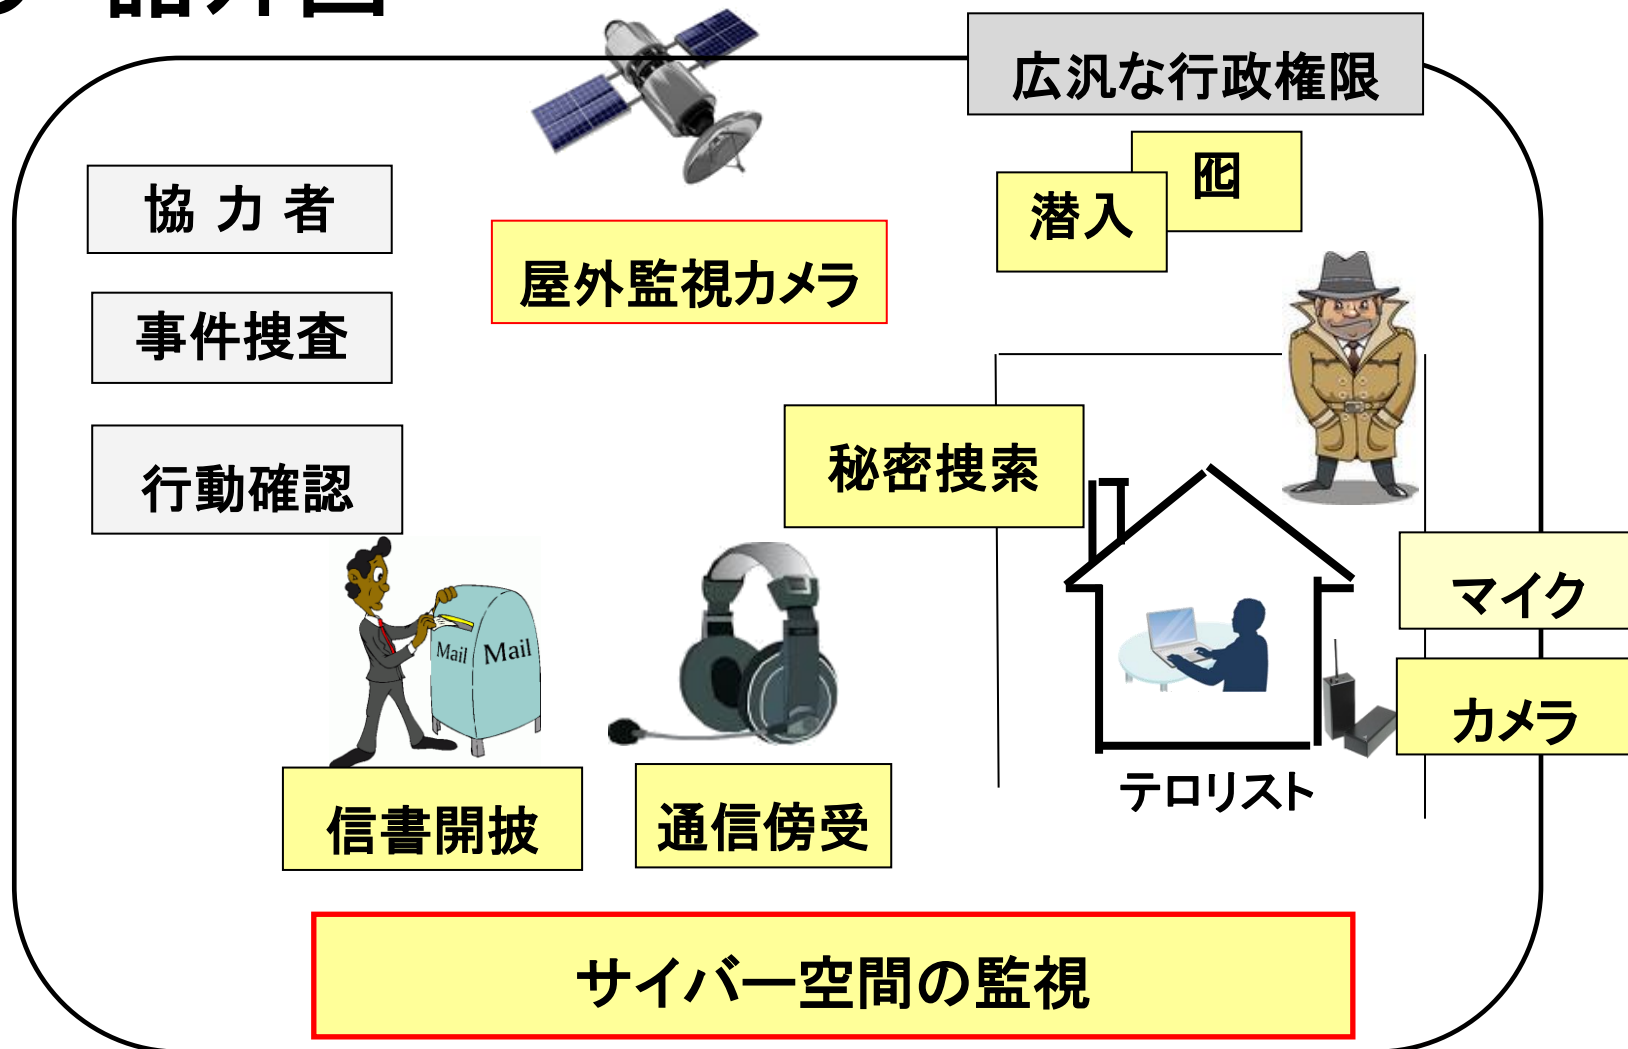 諸外国
広汎な行政権限
囮
潜入
協 力 者
屋外監視カメラ
事件捜査
秘密捜索
行動確認
マイク
Mail Mail
カメラ
テロリスト
信書開披
通信傍受
サイバー空間の監視